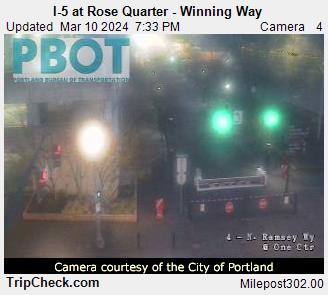 I-5 at Rose Quarter - Winning Way
Updated Mar 10 2024 7:33 PM Camera 4
PBOT
PORTLAND BUREAU OF TRANSPORTATION
4 - N. Ramsey Wy
@ One Ctr
Camera courtesy of the City of Portland
TripCheck.com Milepost302.00